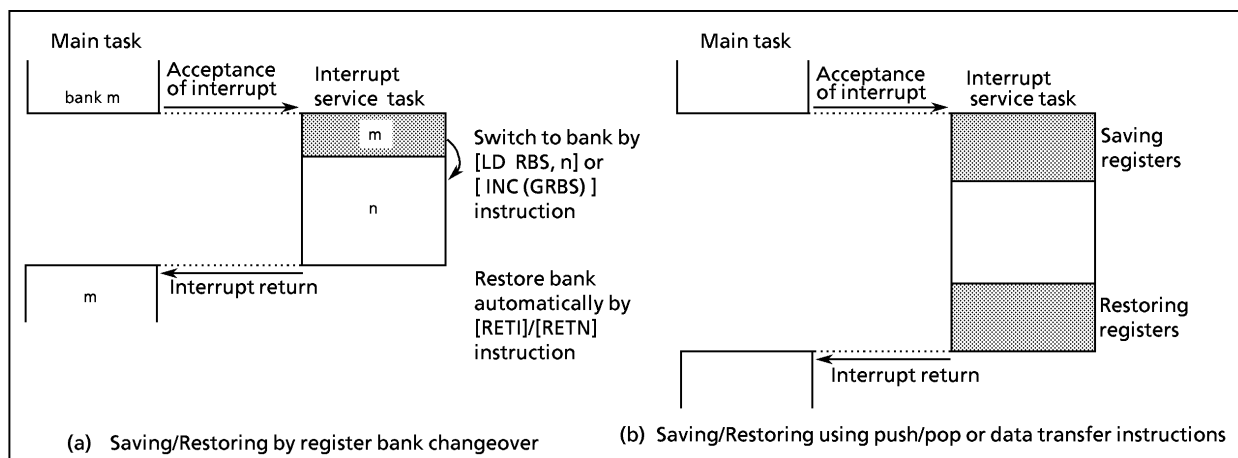 Main task
bank m
Acceptance
of interrupt
Interrupt
service task
m
n
Switch to bank by
[LD RBS, n] or
[ INC (GRBS) ]
instruction
Interrupt return
m
Restore bank
automatically by
[RETI]/[RETN]
instruction
(a) Saving/Restoring by register bank changeover
Main task
Acceptance
of interrupt
Interrupt
service task
Saving
registers
Restoring
registers
Interrupt return
(b) Saving/Restoring using push/pop or data transfer instructions